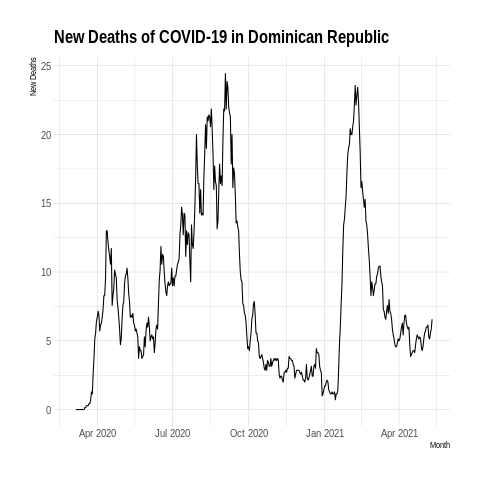 New Deaths of COVID-19 in Dominican Republic
New Deaths
25
20
15
10
5
0
Apr 2020 Jul 2020 Oct 2020 Jan 2021 Apr 2021
Month